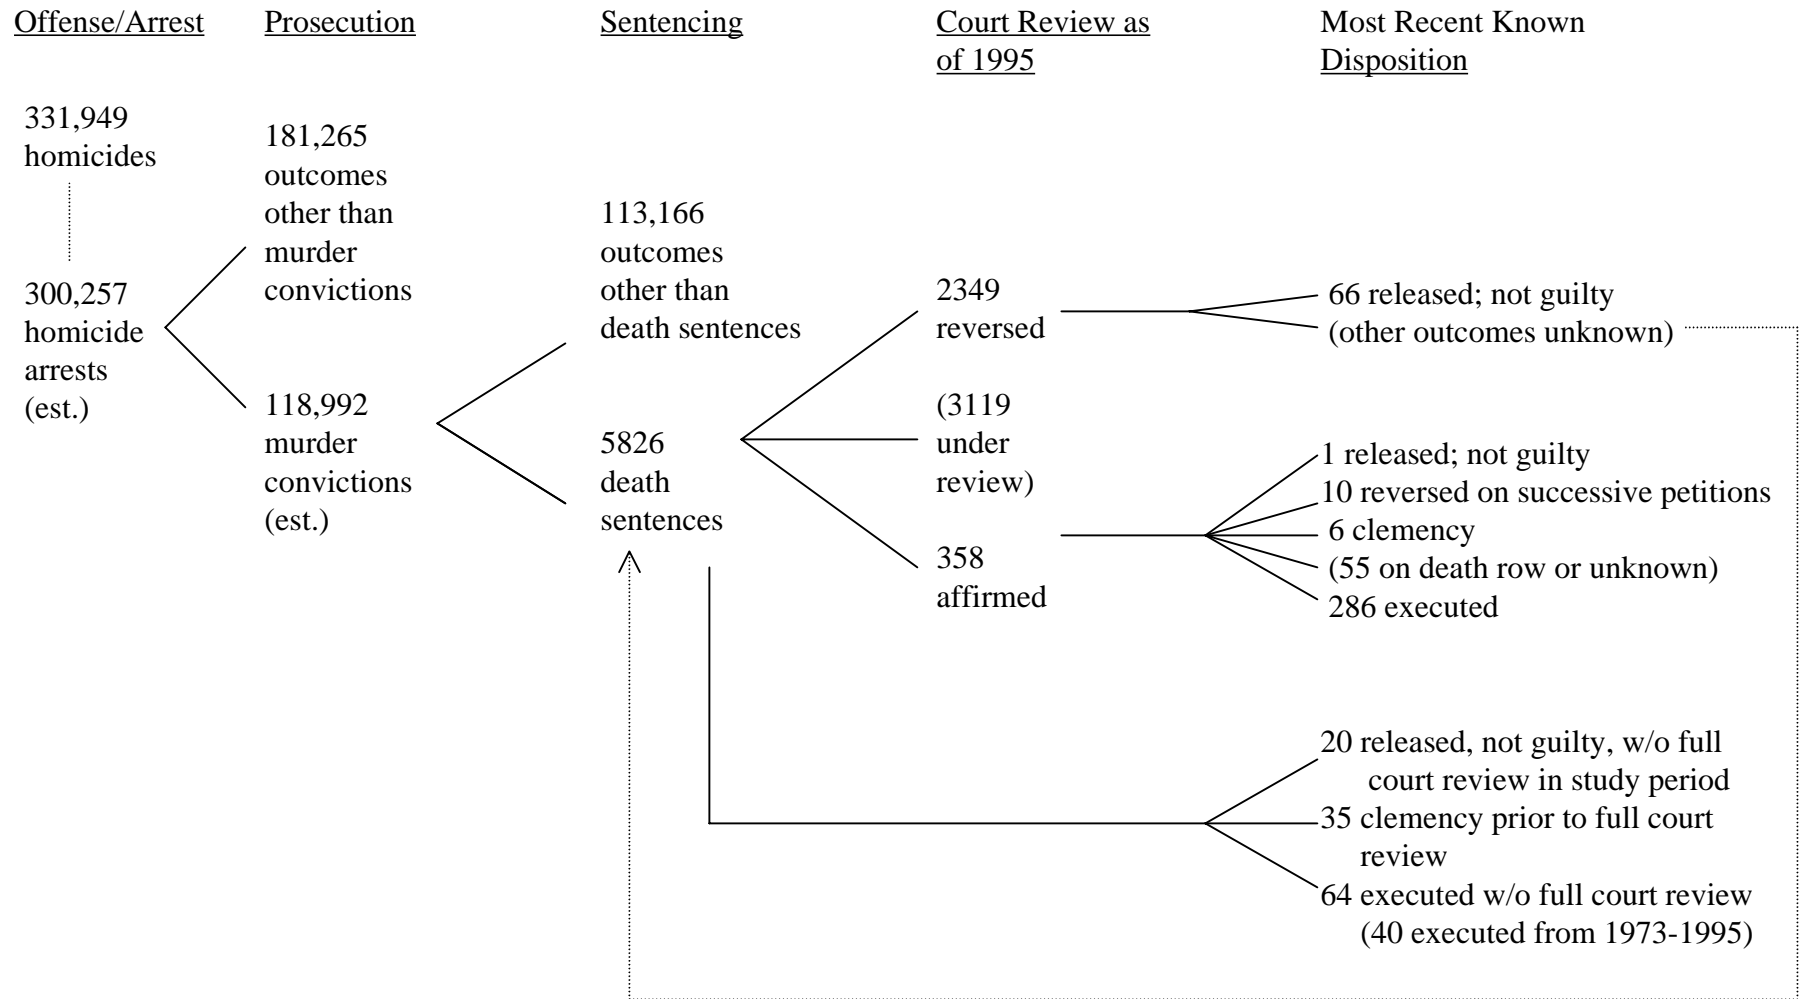 Offense/Arrest
Prosecution
Sentencing
Court Review as
of 1995
Most Recent Known
Disposition
331,949
homicides
300,257
homicide
arrests
(est.)
181,265
outcomes
other than
murder
convictions
118,992
murder
convictions
(est.)
113,166
outcomes
other than
death sentences
5826
death
sentences
2349
reversed
(3119
under
review)
358
affirmed
66 released; not guilty
(other outcomes unknown)
1 released; not guilty
10 reversed on successive petitions
6 clemency
(55 on death row or unknown)
286 executed
20 released, not guilty, w/o full
court review in study period
35 clemency prior to full court
review
64 executed w/o full court review
(40 executed from 1973-1995)